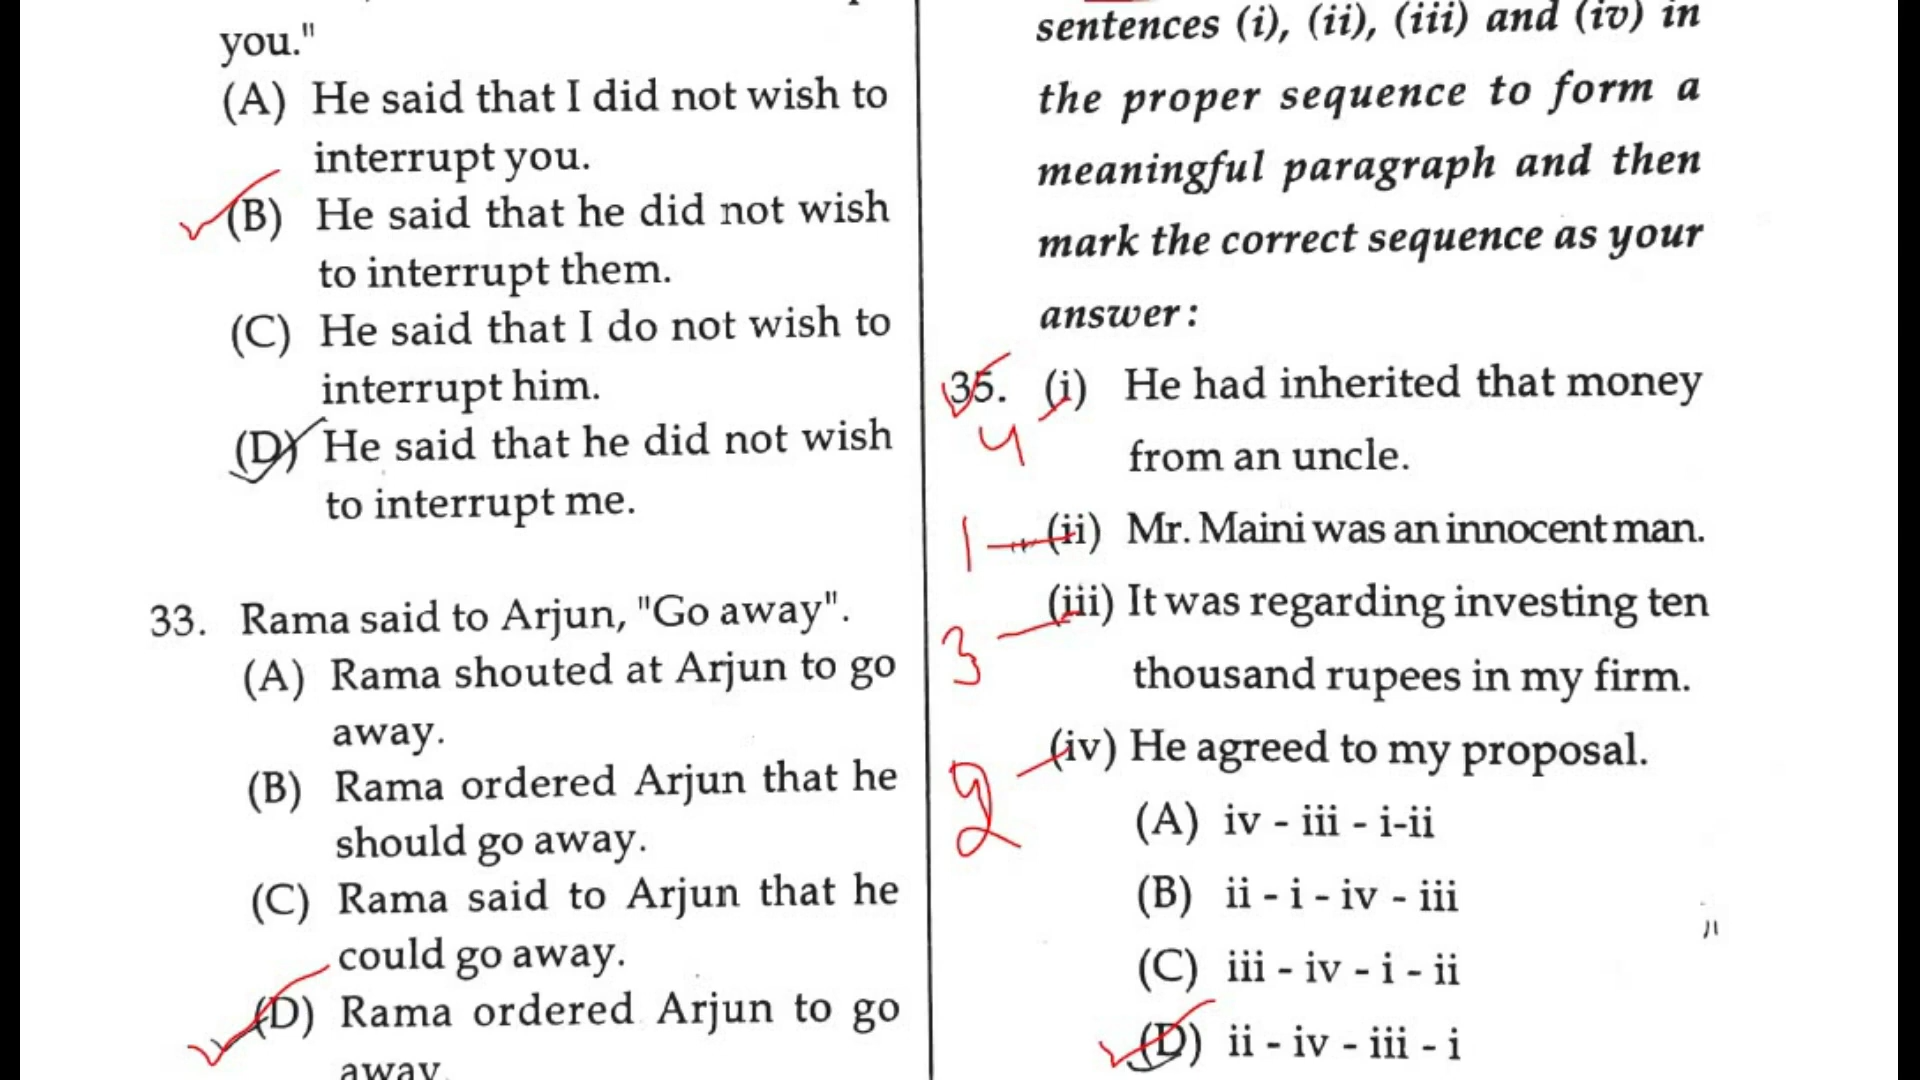 you."
(A) He said that I did not wish to
interrupt you.
(B) He said that he did not wish
to interrupt them.
(C) He said that I do not wish to
interrupt him.
(D) He said that he did not wish
to interrupt me.
33. Rama said to Arjun, "Go away".
(A) Rama shouted at Arjun to go
away.
(B) Rama ordered Arjun that he
should go away.
(C) Rama said to Arjun that he
could go away.
(D) Rama ordered Arjun to go
away.
sentences (i), (ii), (iii) and (iv) in
the proper sequence to form a
meaningful paragraph and then
mark the correct sequence as your
answer :
35. (i) He had inherited that money
4 from an uncle.
1 (ii) Mr. Maini was an innocent man.
(iii) It was regarding investing ten
3 thousand rupees in my firm.
(iv) He agreed to my proposal.
2 (A) iv - iii - i-ii
(B) ii - i - iv - iii
(C) iii - iv - i - ii
(D) ii - iv - iii - i